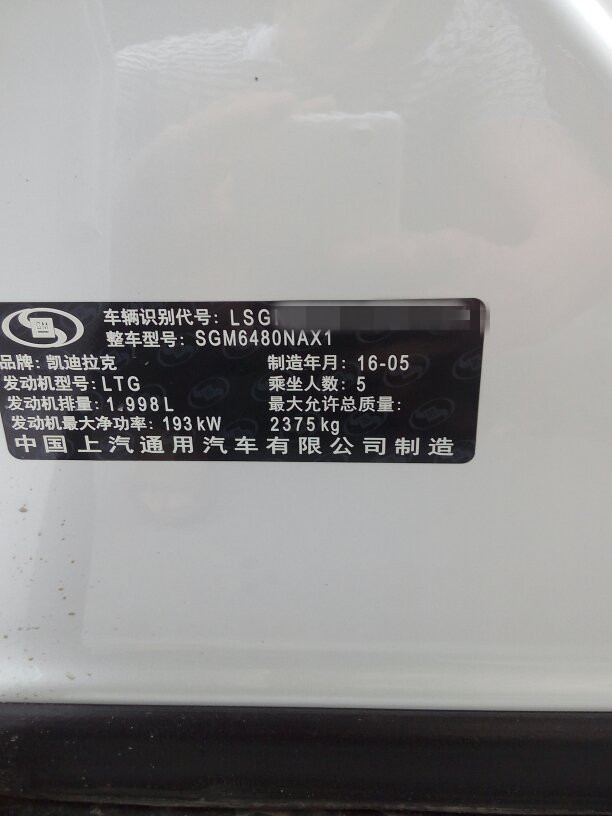 车辆识别代号: LSG
整车型号: SGM6480NAX1
品牌: 凯迪拉克 制造年月: 16-05
发动机型号: LTG 乘坐人数: 5
发动机排量: 1.998L 最大允许总质量:
发动机最大净功率: 193kW 2375kg
中国上汽通用汽车有限公司制造